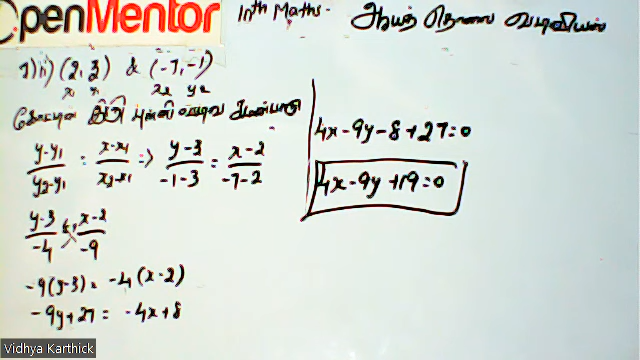 OpenMentor
10th Maths - ஆயத் தொலை வடிவியல்
7) ii) (2, 3) & (-7, -1)
x₁ y₁ x₂ y₂
இரு புள்ளி வடிவ சமன்பாடு
y-y₁/y₂-y₁ = x-x₁/x₂-x₁ => y-3/-1-3 = x-2/-7-2
y-3/-4 = x-2/-9
-9(y-3) = -4(x-2)
-9y+27 = -4x+8
4x-9y-8+27=0
4x-9y+19=0
Vidhya Karthick